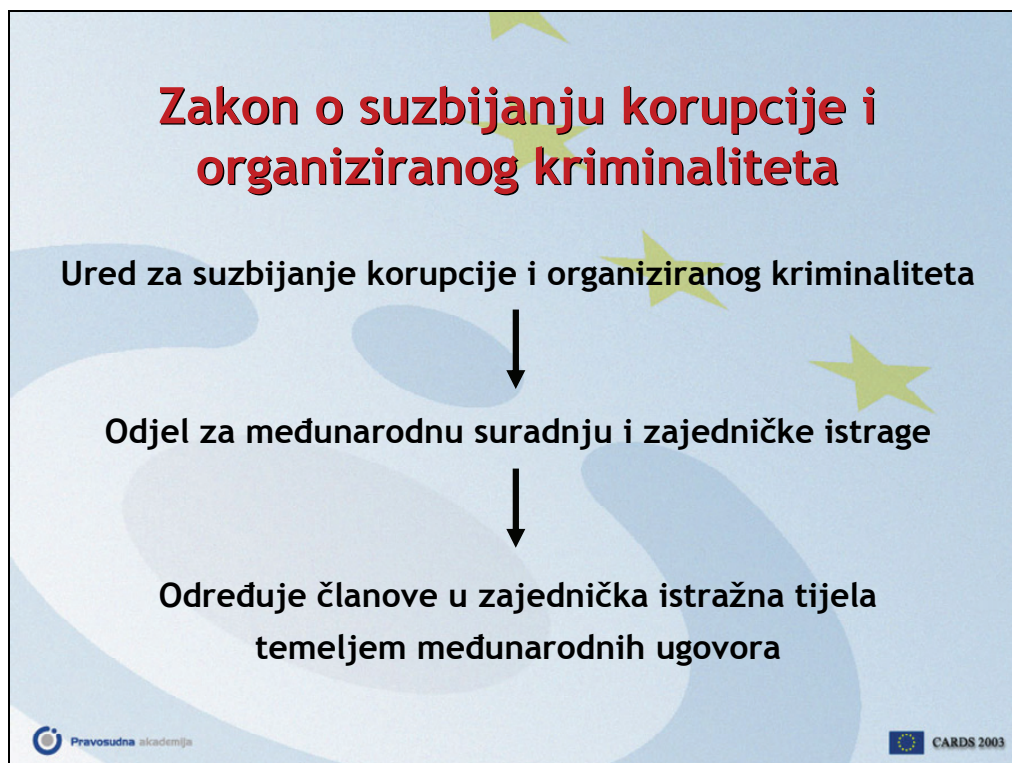 Zakon o suzbijanju korupcije i
organiziranog kriminaliteta
Ured za suzbijanje korupcije i organiziranog kriminaliteta
Odjel za međunarodnu suradnju i zajedničke istrage
Određuje članove u zajednička istražna tijela
temeljem međunarodnih ugovora
Pravosudna akademija
CARDS 2003